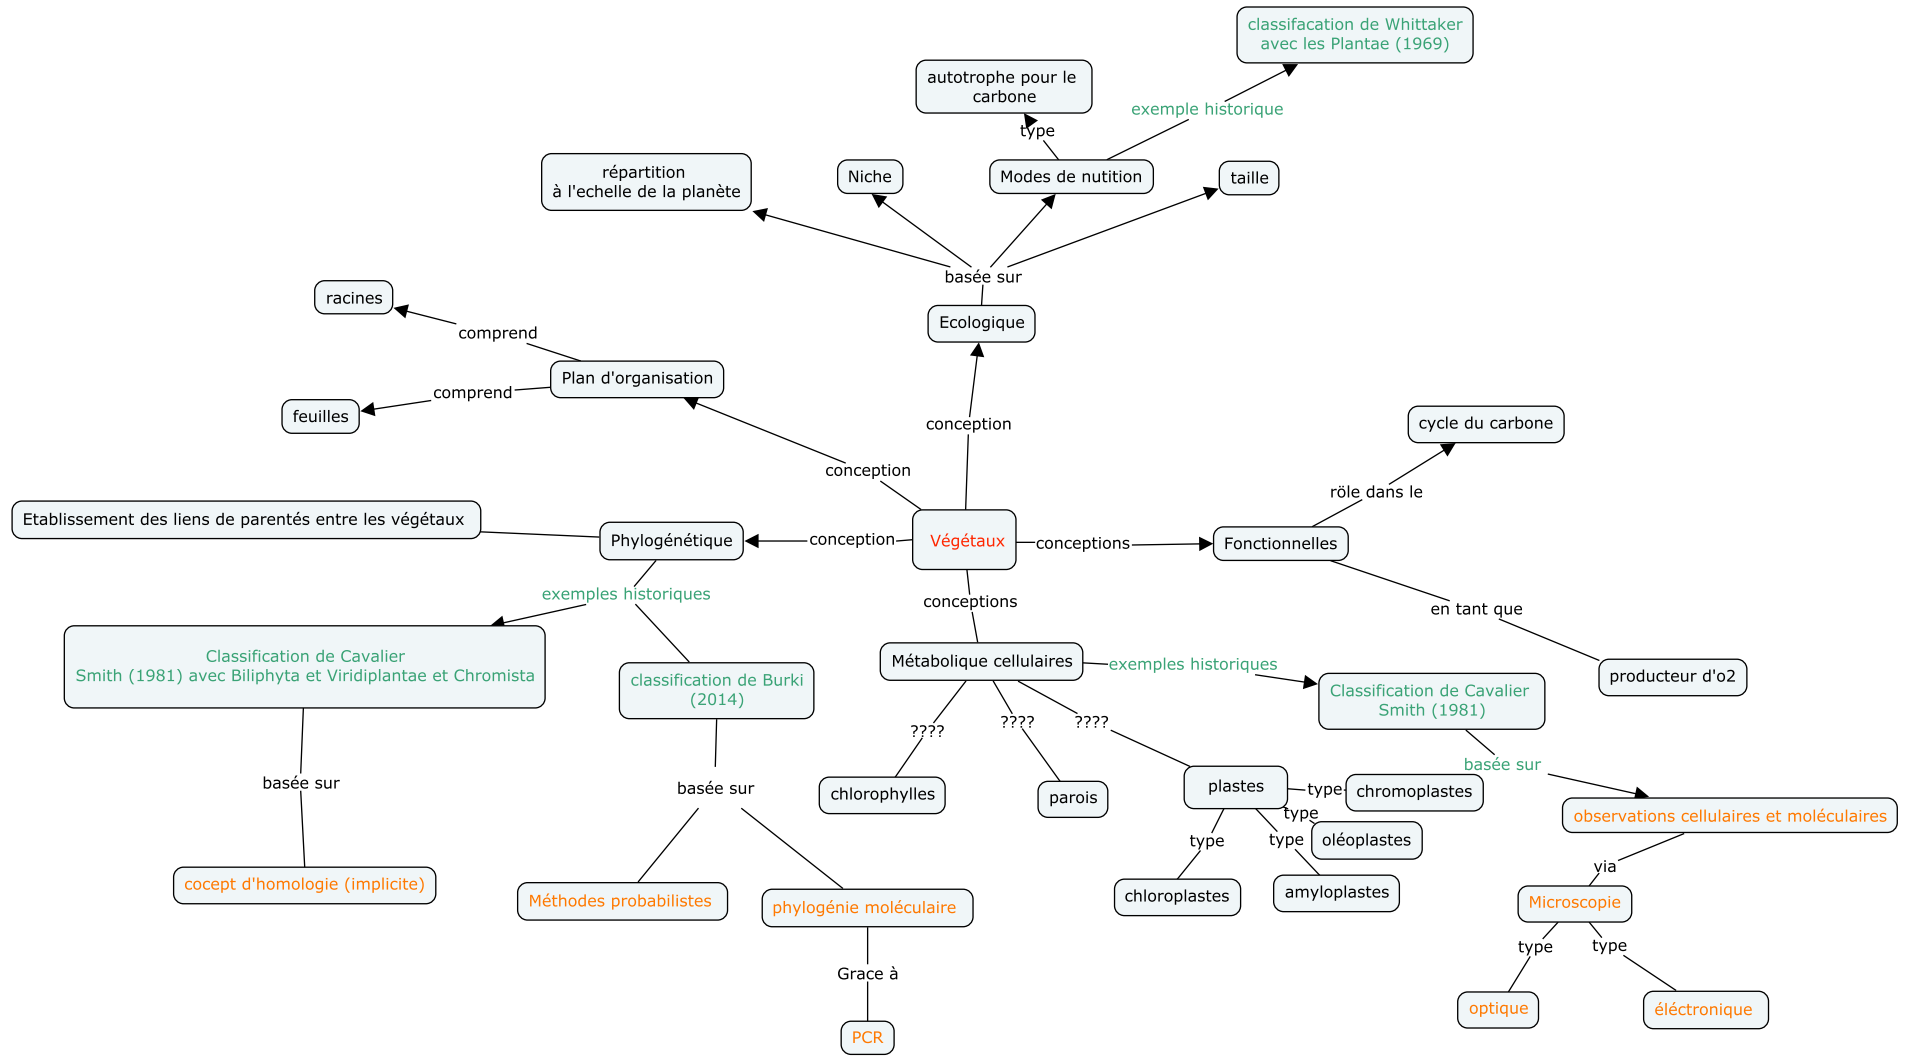 classifacation de Whittaker
avec les Plantae (1969)
autotrophe pour le
carbone
exemple historique
type
répartition
à l'echelle de la planète
Niche
Modes de nutition
taille
basée sur
racines
Ecologique
comprend
Plan d'organisation
comprend
feuilles
conception
cycle du carbone
conception
röle dans le
Etablissement des liens de parentés entre les végétaux
Phylogénétique
conception
Végétaux
conceptions
Fonctionnelles
exemples historiques
conceptions
en tant que
Classification de Cavalier
Smith (1981) avec Biliphyta et Viridiplantae et Chromista
classification de Burki
(2014)
Métabolique cellulaires
exemples historiques
producteur d'o2
Classification de Cavalier
Smith (1981)
????
????
????
basée sur
basée sur
basée sur
chlorophylles
parois
plastes
type
chromoplastes
type
oléoplastes
type
type
observations cellulaires et moléculaires
via
cocept d'homologie (implicite)
Méthodes probabilistes
phylogénie moléculaire
chloroplastes
amyloplastes
Microscopie
type
type
Grace à
optique
éléctronique
PCR